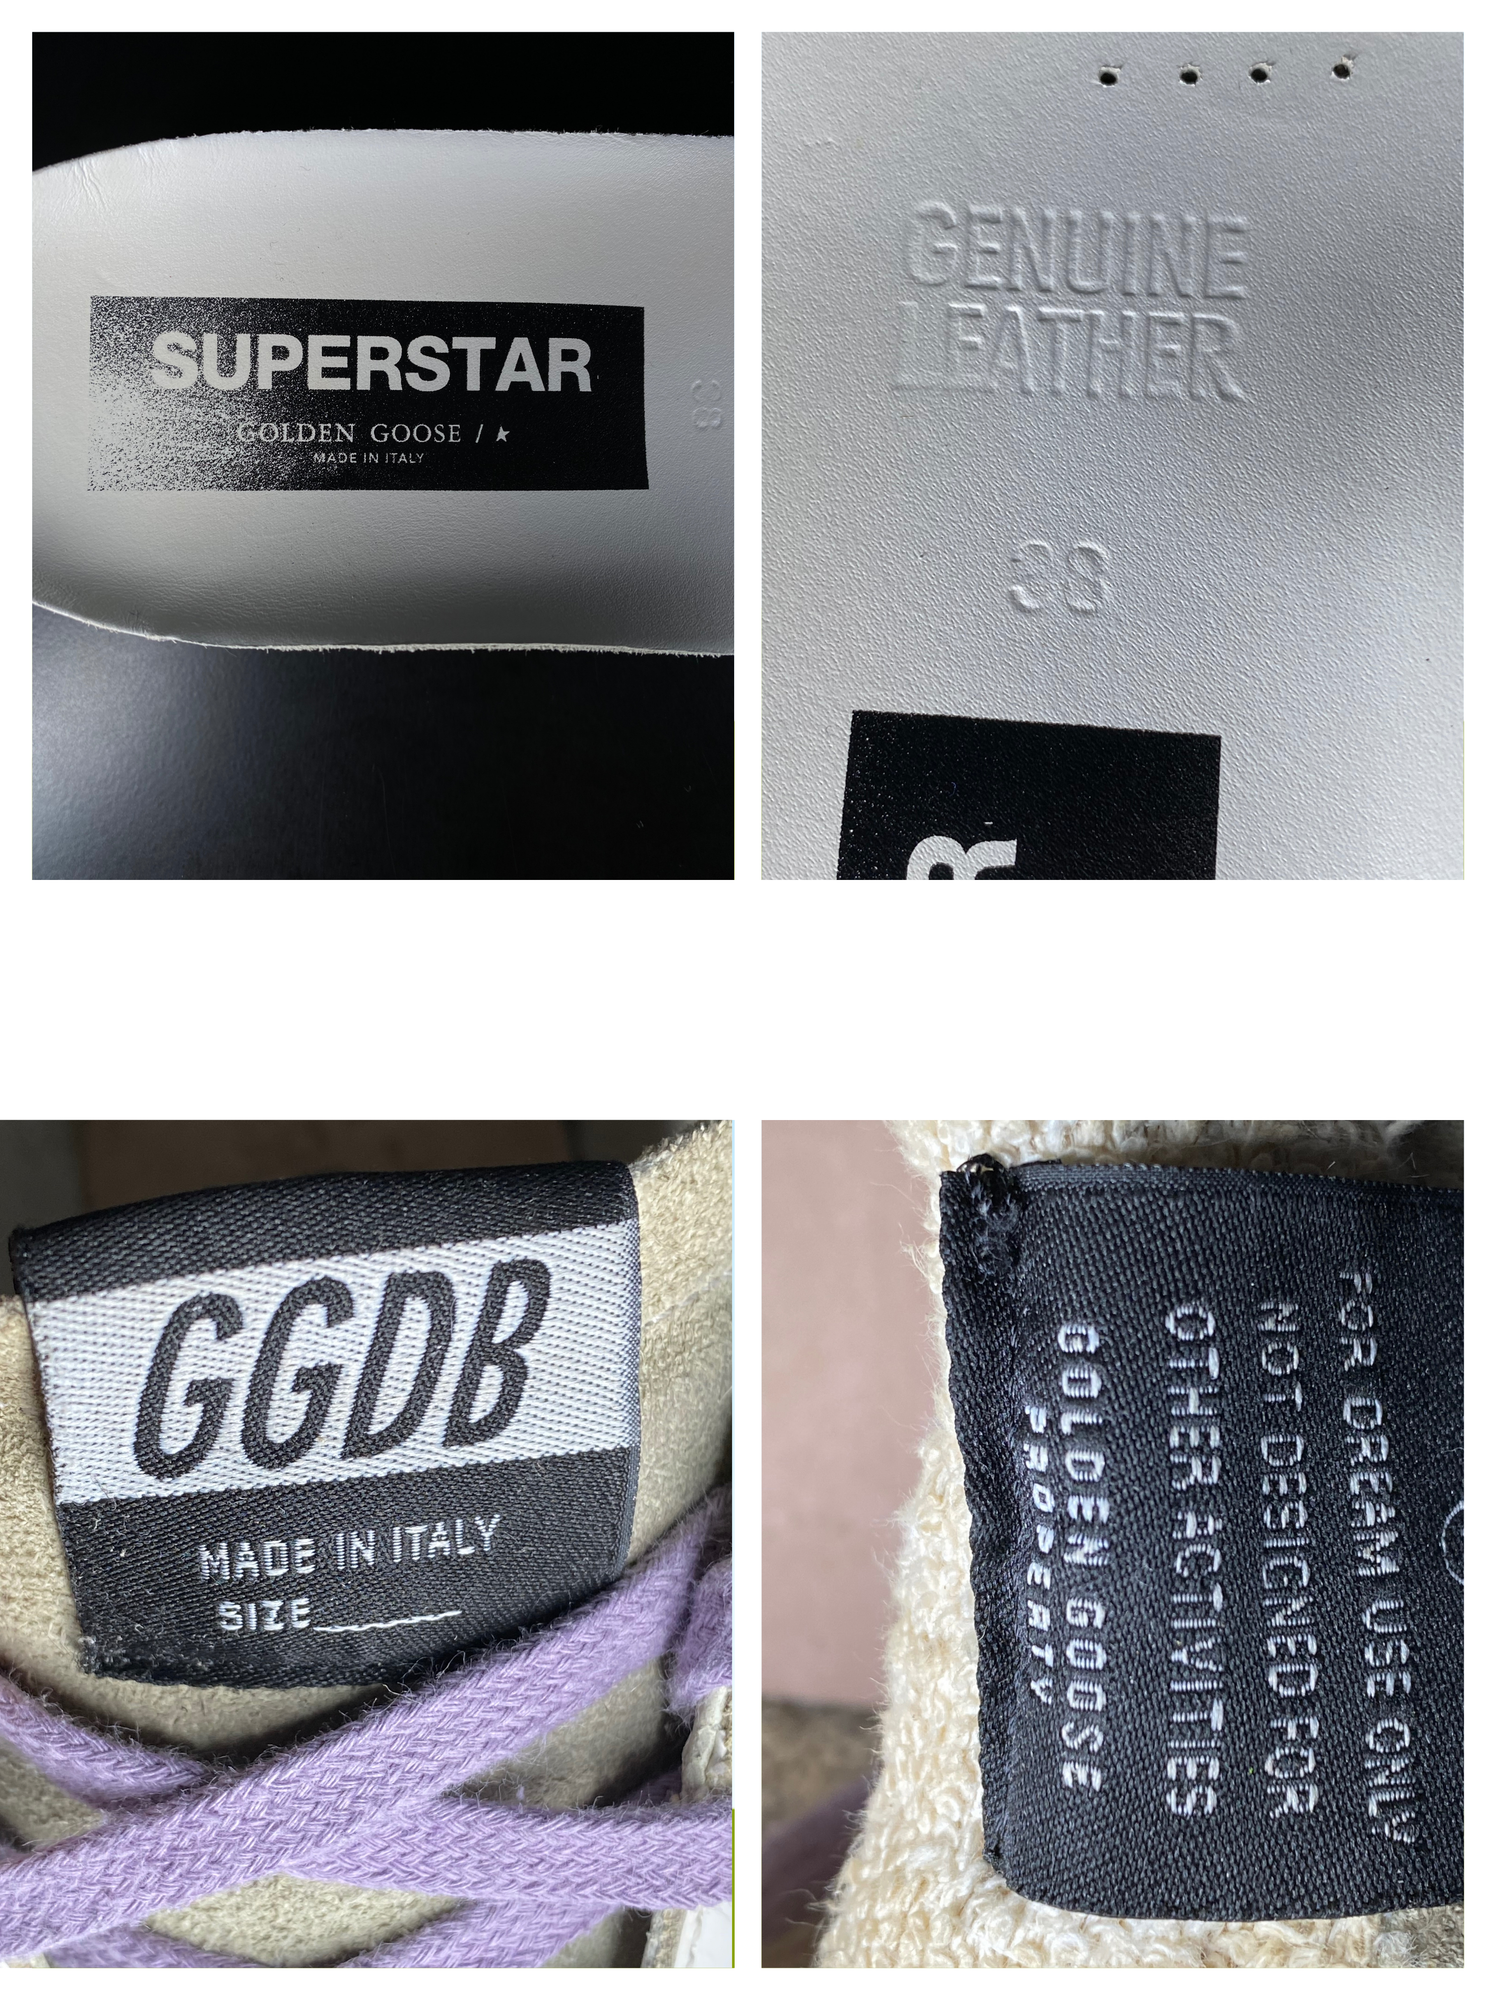 SUPERSTAR
GOLDEN GOOSE / ★
MADE IN ITALY
38
GENUINE
LEATHER
38
R
GGDB
MADE IN ITALY
SIZE
FOR DREAM USE ONLY
NOT DESIGNED FOR
OTHER ACTIVITIES
GOLDEN GOOSE
PROPERTY